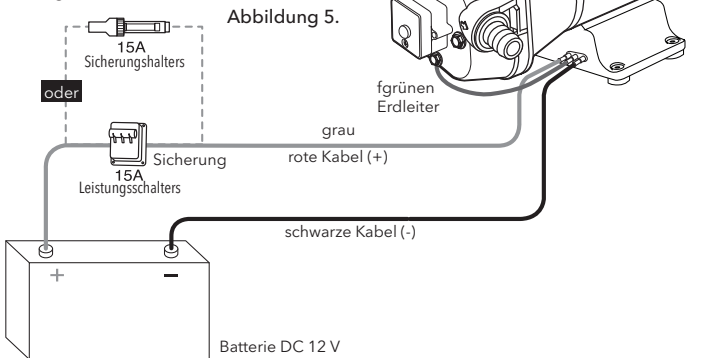 Abbildung 5.
15A
Sicherungshalters
oder
fgrünen
Erdleiter
grau
Sicherung
rote Kabel (+)
15A
Leistungsschalters
schwarze Kabel (-)
+ −
Batterie DC 12 V